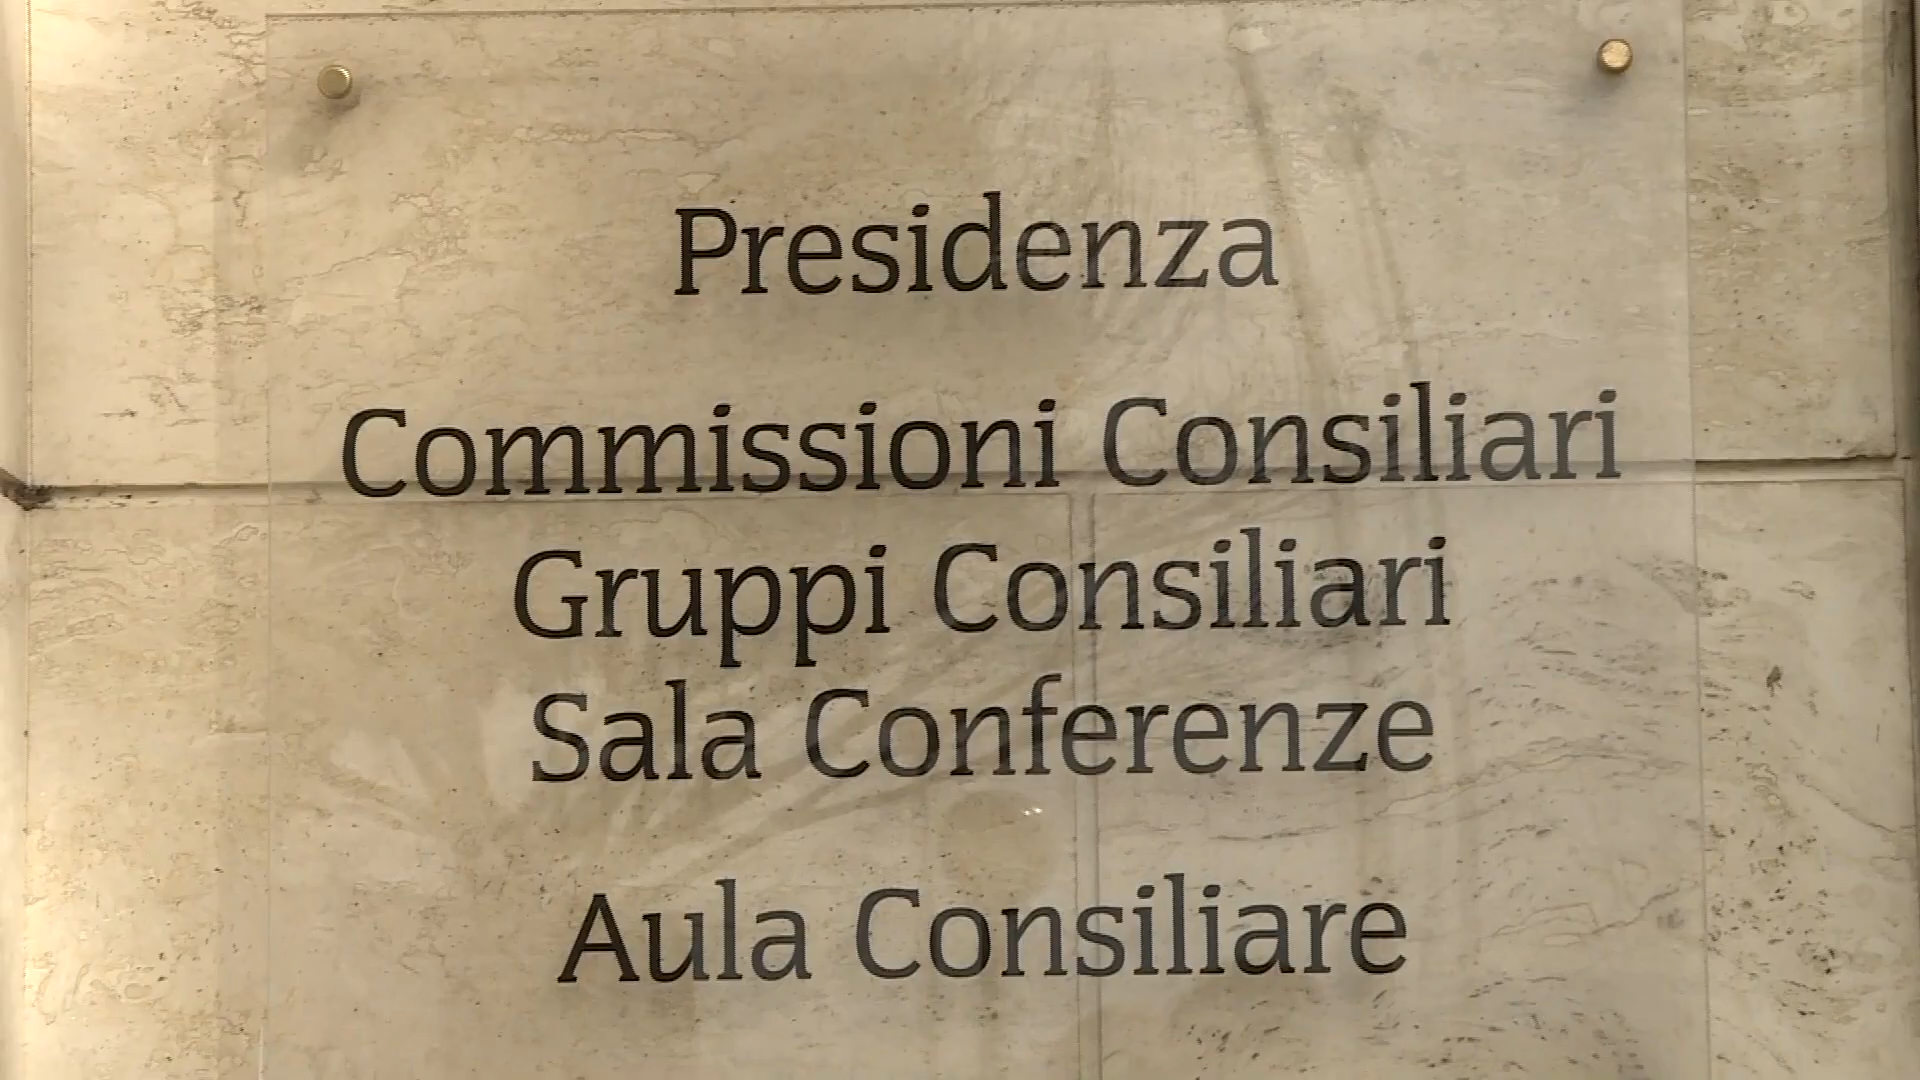 Presidenza
Commissioni Consiliari
Gruppi Consiliari
Sala Conferenze
Aula Consiliare